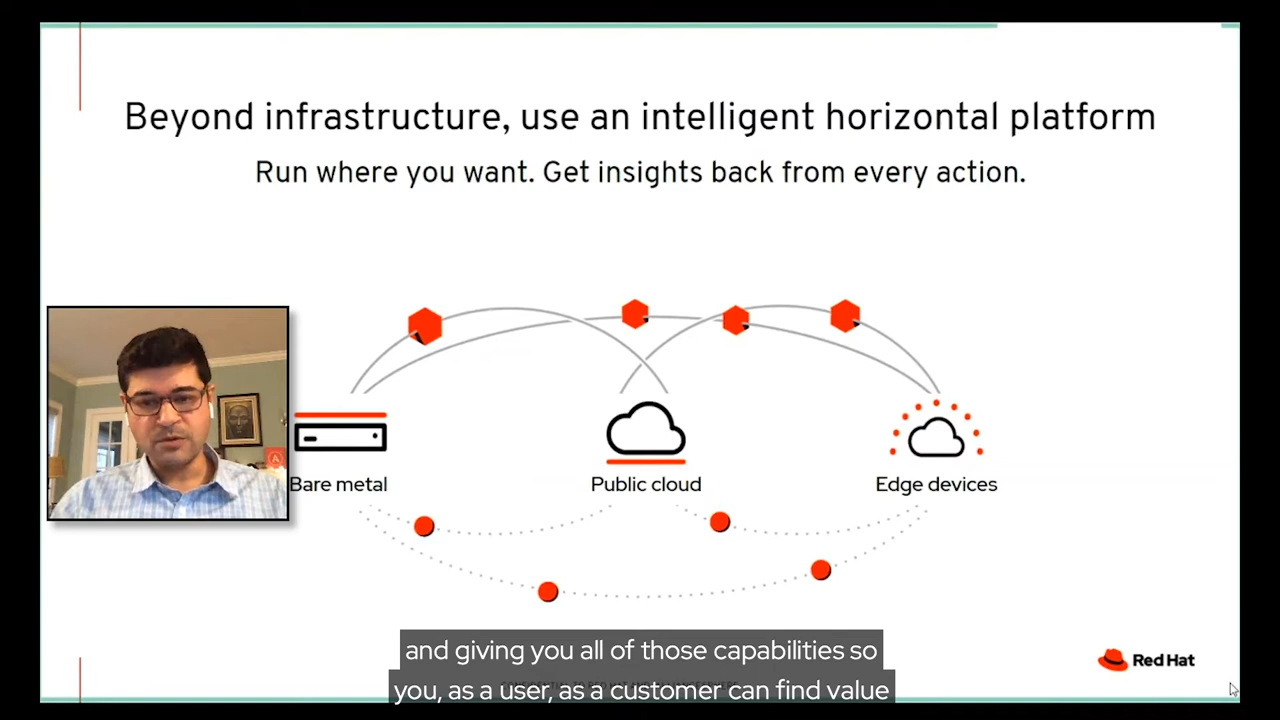 Beyond infrastructure, use an intelligent horizontal platform
Run where you want. Get insights back from every action.
Bare metal
Public cloud
Edge devices
and giving you all of those capabilities so
you, as a user, as a customer can find value
Red Hat